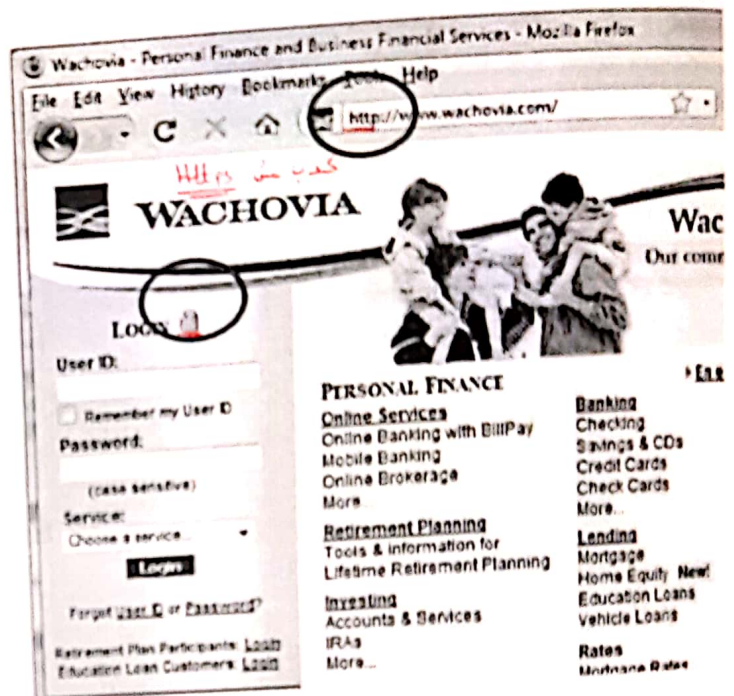 Wachovia - Personal Finance and Business Financial Services - Mozilla Firefox
File Edit View History Bookmarks Tools Help
http://www.wachovia.com/
كذب مش Https
WACHOVIA
Wac
Our comm
LOGIN
User ID:
Remember my User ID
Password:
(case sensitive)
Service:
Choose a service...
Login
Forgot User ID or Password?
Retirement Plan Participants: Login
Education Loan Customers: Login
PERSONAL FINANCE
Online Services
Online Banking with BillPay
Mobile Banking
Online Brokerage
More...
Retirement Planning
Tools & information for
Lifetime Retirement Planning
Investing
Accounts & Services
IRAs
More...
Banking
Checking
Savings & CDs
Credit Cards
Check Cards
More...
Lending
Mortgage
Home Equity New!
Education Loans
Vehicle Loans
Rates
Mortgage Rates